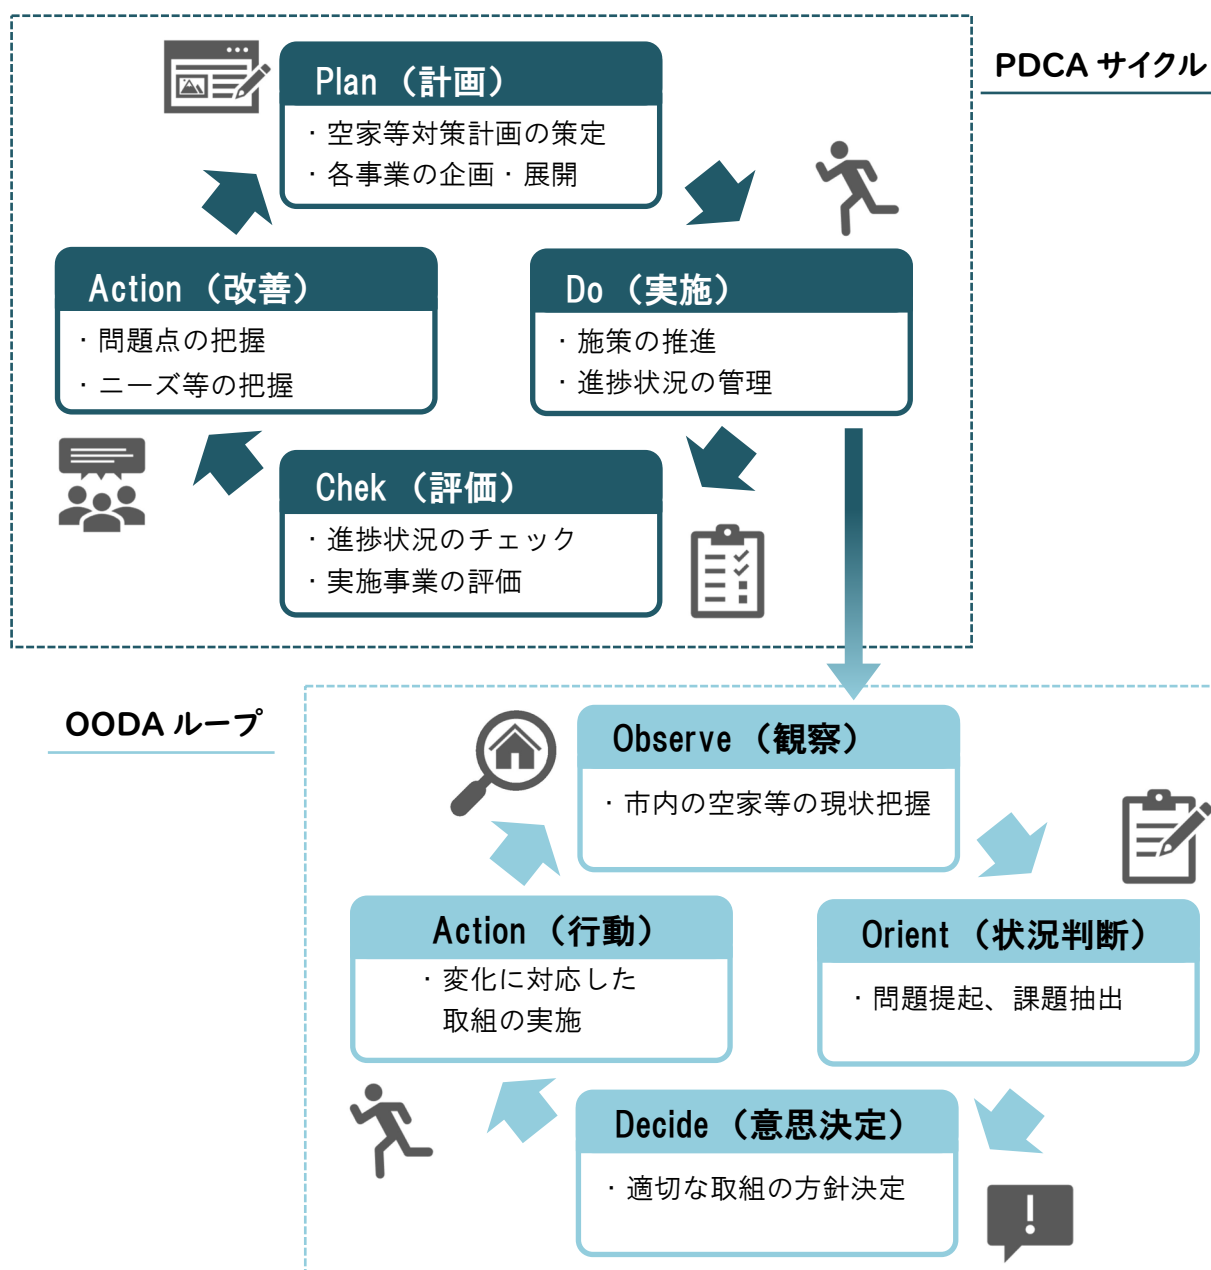 PDCA サイクル
Plan（計画）
・空家等対策計画の策定
・各事業の企画・展開
Action（改善）
・問題点の把握
・ニーズ等の把握
Do（実施）
・施策の推進
・進捗状況の管理
Chek（評価）
・進捗状況のチェック
・実施事業の評価
OODA ループ
Observe（観察）
・市内の空家等の現状把握
Action（行動）
・変化に対応した
取組の実施
Orient（状況判断）
・問題提起、課題抽出
Decide（意思決定）
・適切な取組の方針決定